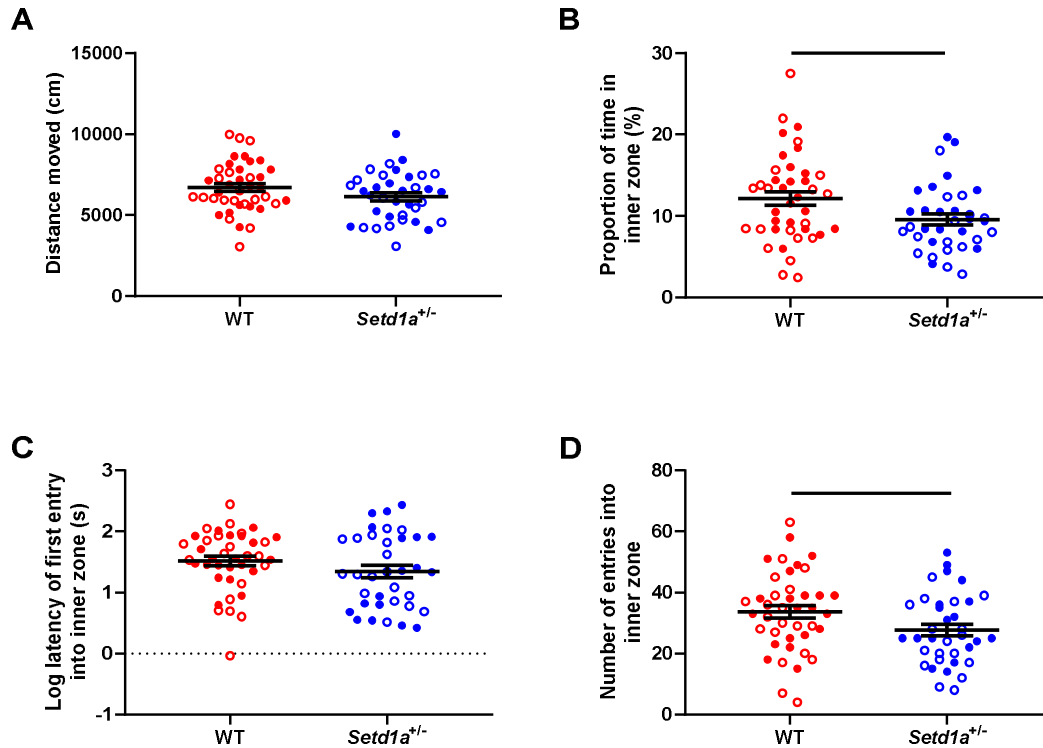 A
Distance moved (cm)
15000
10000
5000
0
WT
Setd1a+/-
B
Proportion of time in
inner zone (%)
30
20
10
0
WT
Setd1a+/-
C
Log latency of first entry
into inner zone (s)
3
2
1
0
-1
WT
Setd1a+/-
D
Number of entries into
inner zone
80
60
40
20
0
WT
Setd1a+/-